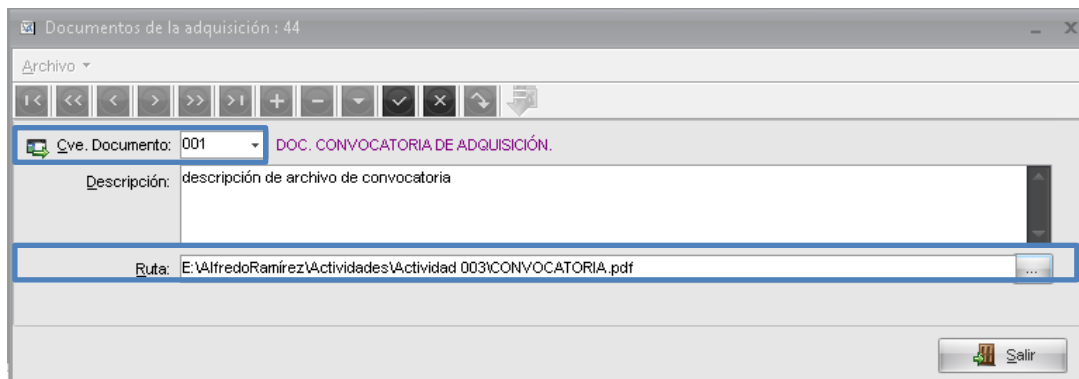 Documentos de la adquisición : 44
Archivo
Cve. Documento: 001 DOC. CONVOCATORIA DE ADQUISICIÓN.
Descripción: descripción de archivo de convocatoria
Ruta: E:\AlfredoRamírez\Actividades\Actividad 003\CONVOCATORIA.pdf ...
Salir